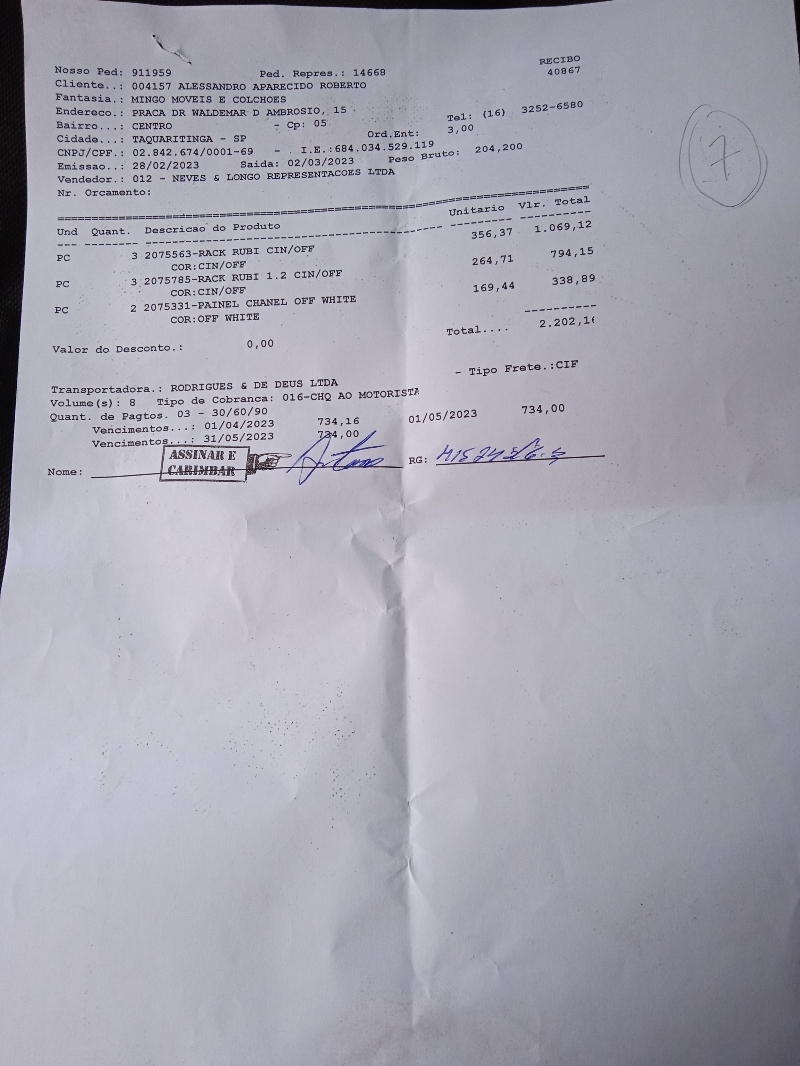 RECIBO
Nosso Ped: 911959 Ped. Repres.: 14668 40867
Cliente..: 004157 ALESSANDRO APARECIDO ROBERTO
Fantasia.: MINGO MOVEIS E COLCHOES
Endereco.: PRACA DR WALDEMAR D AMBROSIO, 15 Tel: (16) 3252-6580
Bairro...: CENTRO - Cp: 05 Ord.Ent: 3,00
Cidade...: TAQUARITINGA - SP
CNPJ/CPF.: 02.842.674/0001-69 - I.E.:684.034.529.119
Emissao..: 28/02/2023 Saida: 02/03/2023 Peso Bruto: 204,200
Vendedor.: 012 - NEVES & LONGO REPRESENTACOES LTDA
Nr. Orcamento:
7
Und Quant. Descricao do Produto Unitario Vlr. Total
PC 3 2075563-RACK RUBI CIN/OFF 356,37 1.069,12
COR:CIN/OFF
PC 3 2075785-RACK RUBI 1.2 CIN/OFF 264,71 794,15
COR:CIN/OFF
PC 2 2075331-PAINEL CHANEL OFF WHITE 169,44 338,89
COR:OFF WHITE
Valor do Desconto.: 0,00 Total.... 2.202,16
Transportadora.: RODRIGUES & DE DEUS LTDA - Tipo Frete.:CIF
Volume(s): 8 Tipo de Cobranca: 016-CHQ AO MOTORISTA
Quant. de Pagtos. 03 - 30/60/90
Vencimentos...: 01/04/2023 734,16 01/05/2023 734,00
Vencimentos...: 31/05/2023 734,00
ASSINAR E
CARIMBAR
Nome: RG: